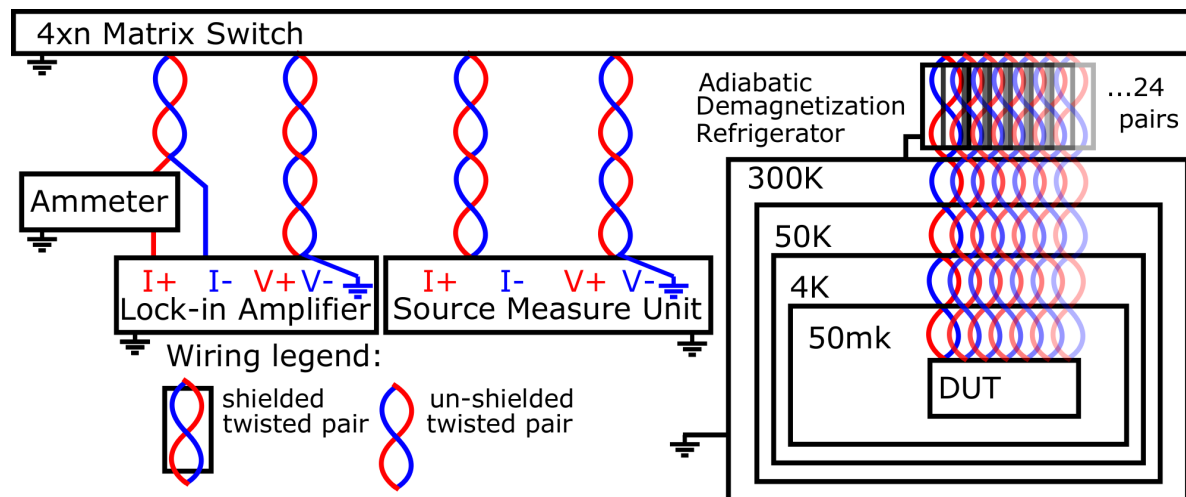 4xn Matrix Switch
Adiabatic
Demagnetization
Refrigerator
...24
pairs
300K
Ammeter
50K
I+ I- V+ V-
Lock-in Amplifier
I+ I- V+ V-
Source Measure Unit
4K
50mk
DUT
Wiring legend:
shielded
twisted pair
un-shielded
twisted pair